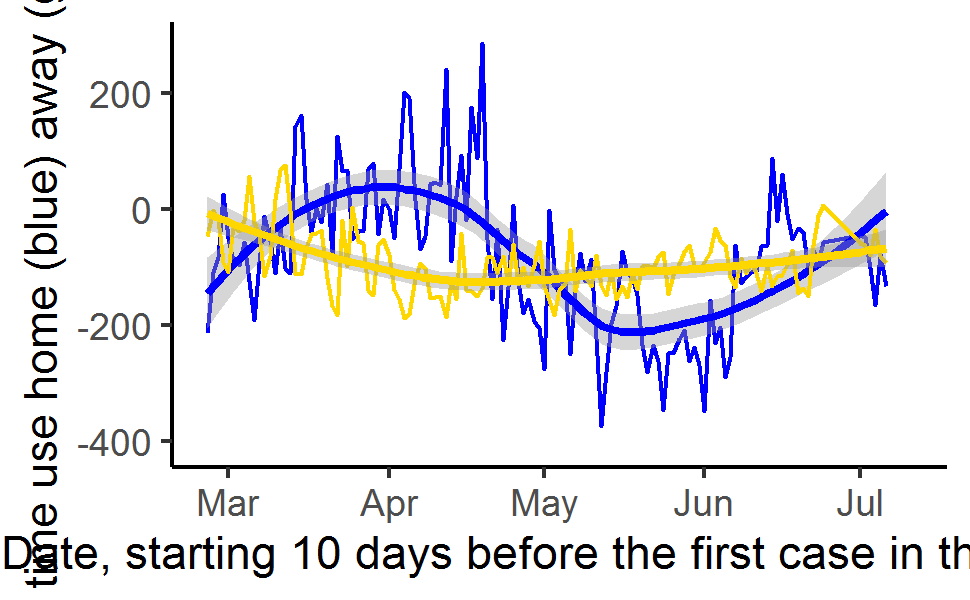 time use home (blue) away (
200
0
-200
-400
Mar Apr May Jun Jul
Date, starting 10 days before the first case in th